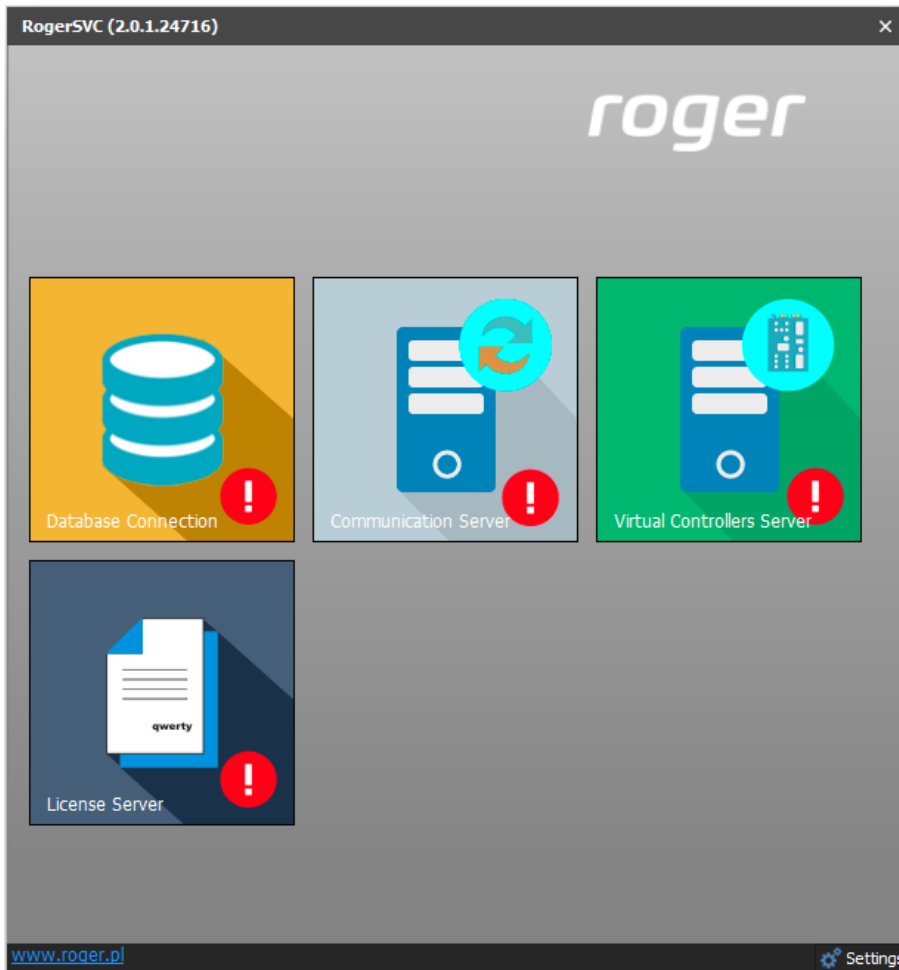 RogerSVC (2.0.1.24716)
roger
Database Connection
Communication Server
Virtual Controllers Server
qwerty
License Server
www.roger.pl
Settings